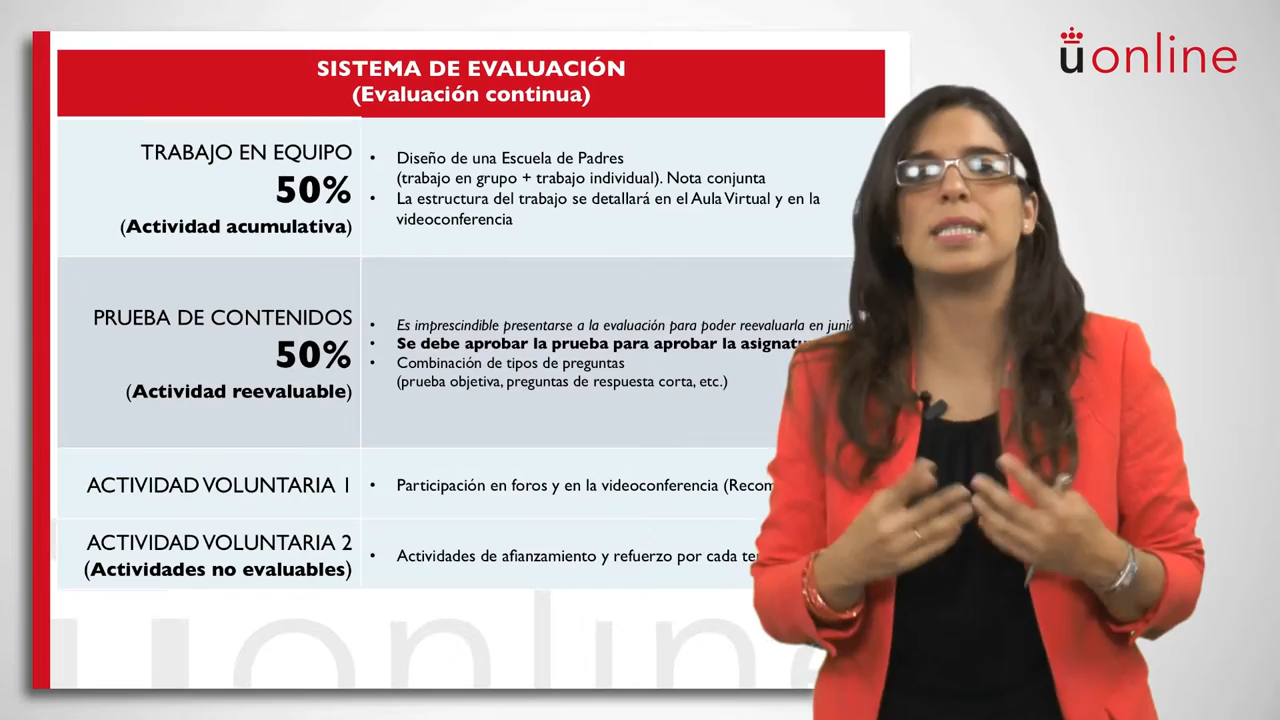 uonline
SISTEMA DE EVALUACIÓN
(Evaluación continua)
TRABAJO EN EQUIPO
50%
(Actividad acumulativa)
• Diseño de una Escuela de Padres
(trabajo en grupo + trabajo individual). Nota conjunta
• La estructura del trabajo se detallará en el Aula Virtual y en la
videoconferencia
PRUEBA DE CONTENIDOS
50%
(Actividad reevaluable)
• Es imprescindible presentarse a la evaluación para poder reevaluarla en
• Se debe aprobar la prueba para aprobar la
• Combinación de tipos de preguntas
(prueba objetiva, preguntas de respuesta corta, etc.)
ACTIVIDAD VOLUNTARIA 1
• Participación en foros y en la videoconferencia
ACTIVIDAD VOLUNTARIA 2
(Actividades no evaluables)
• Actividades de afianzamiento y refuerzo por cada
uonline